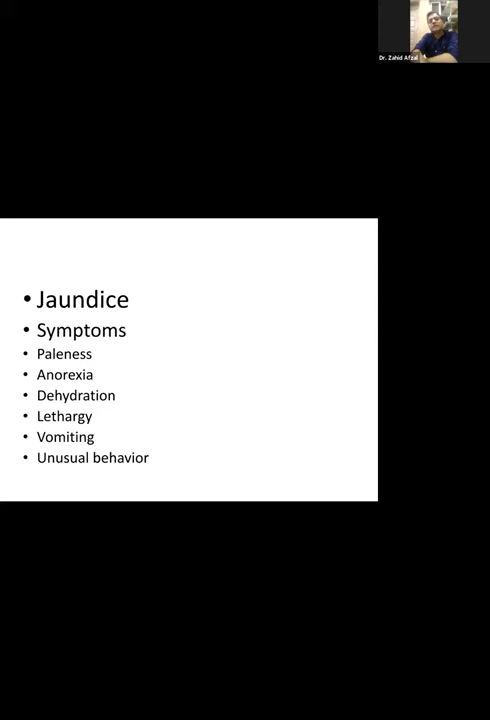 Dr. Zahid Afzal
• Jaundice
• Symptoms
• Paleness
• Anorexia
• Dehydration
• Lethargy
• Vomiting
• Unusual behavior